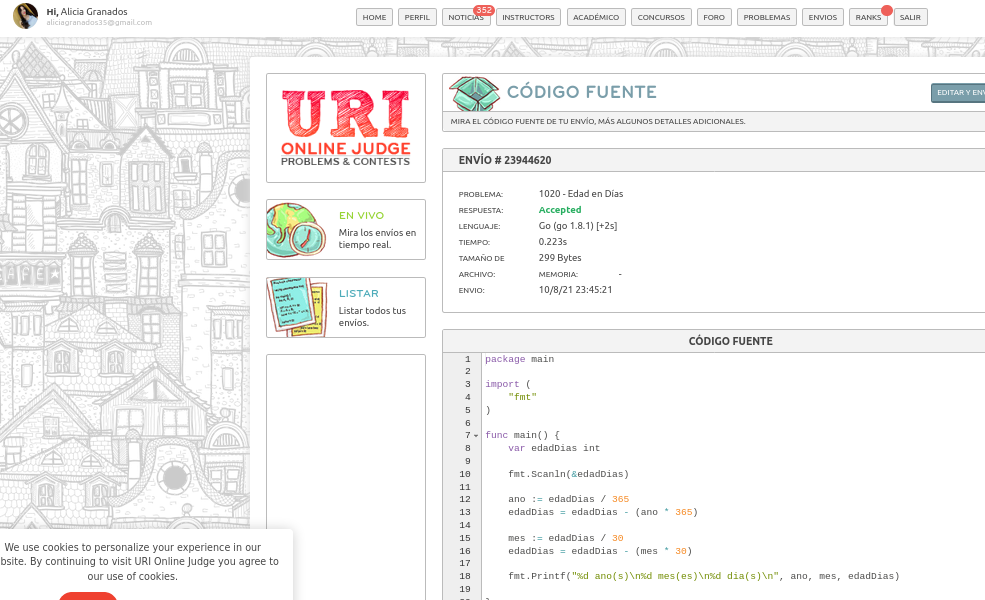 Hi, Alicia Granados
aliciagranados35@gmail.com
HOME PERFIL NOTICIAS 352 INSTRUCTORS ACADÉMICO CONCURSOS FORO PROBLEMAS ENVIOS RANKS SALIR
URI
ONLINE JUDGE
PROBLEMS & CONTESTS
EN VIVO
Mira los envíos en
tiempo real.
LISTAR
Listar todos tus
envíos.
CÓDIGO FUENTE
EDITAR Y ENV
MIRA EL CÓDIGO FUENTE DE TU ENVÍO, MÁS ALGUNOS DETALLES ADICIONALES.
ENVÍO # 23944620
PROBLEMA: 1020 - Edad en Días
RESPUESTA: Accepted
LENGUAJE: Go (go 1.8.1) [+2s]
TIEMPO: 0.223s
TAMAÑO DE 299 Bytes
ARCHIVO: MEMORIA: -
ENVIO: 10/8/21 23:45:21
CÓDIGO FUENTE
1 package main
2
3 import (
4 "fmt"
5 )
6
7 func main() {
8 var edadDias int
9
10 fmt.Scanln(&edadDias)
11
12 ano := edadDias / 365
13 edadDias = edadDias - (ano * 365)
14
15 mes := edadDias / 30
16 edadDias = edadDias - (mes * 30)
17
18 fmt.Printf("%d ano(s)\n%d mes(es)\n%d dia(s)\n", ano, mes, edadDias)
19
We use cookies to personalize your experience in our
bsite. By continuing to visit URI Online Judge you agree to
our use of cookies.